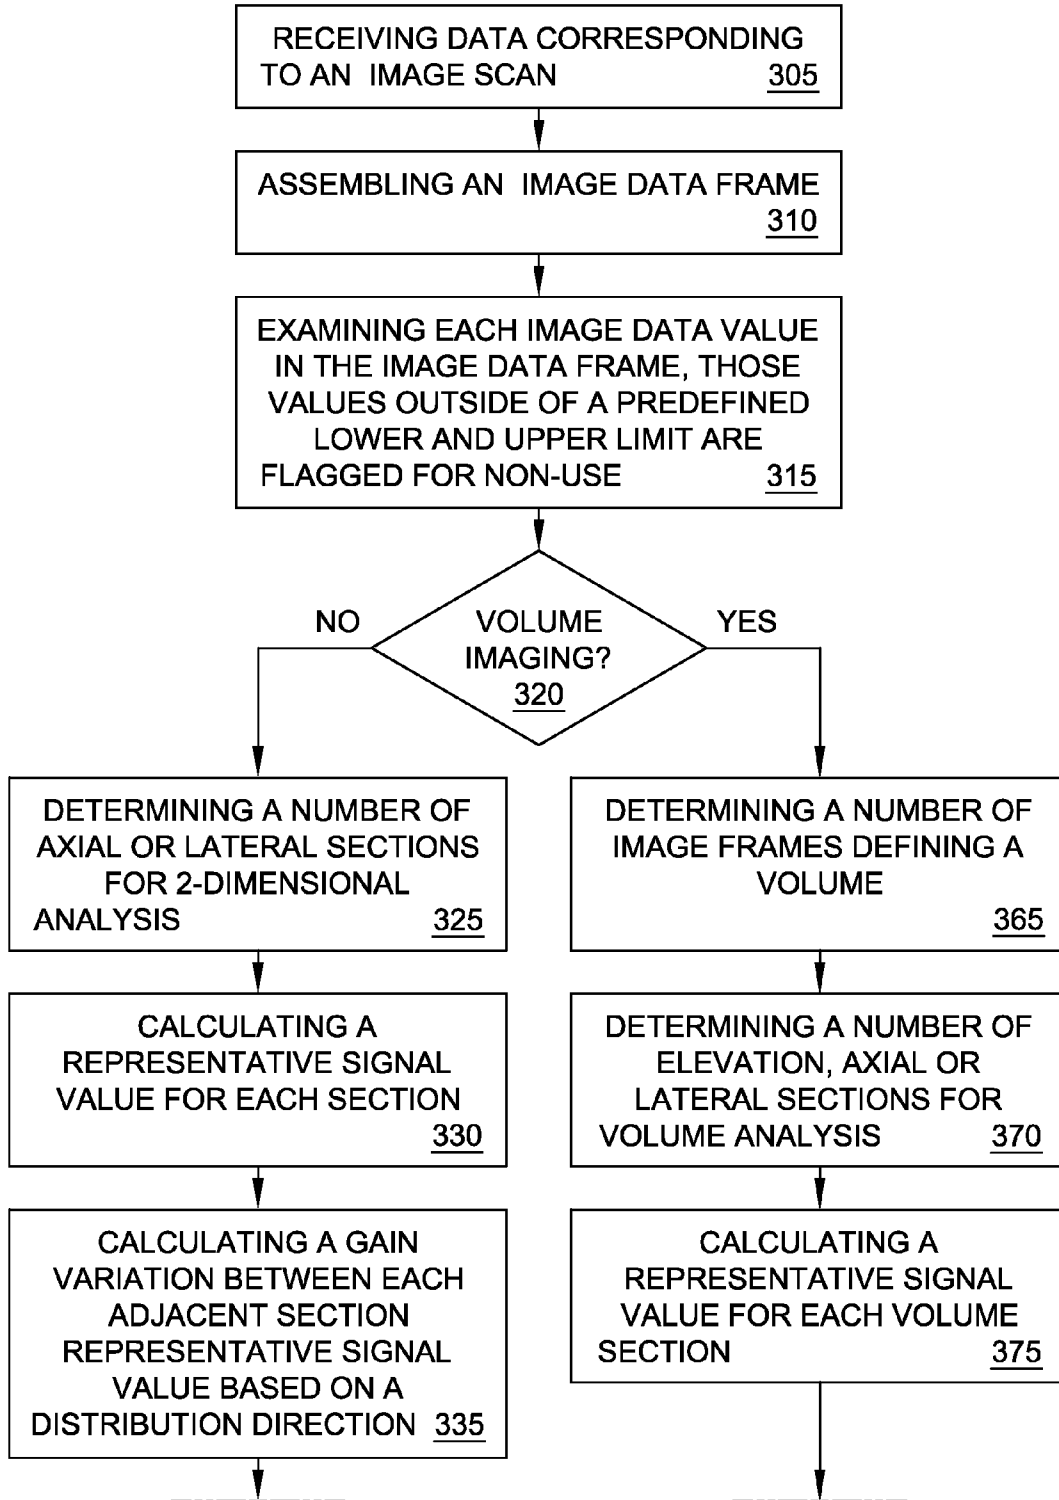 RECEIVING DATA CORRESPONDING
TO AN IMAGE SCAN 305
ASSEMBLING AN IMAGE DATA FRAME
310
EXAMINING EACH IMAGE DATA VALUE
IN THE IMAGE DATA FRAME, THOSE
VALUES OUTSIDE OF A PREDEFINED
LOWER AND UPPER LIMIT ARE
FLAGGED FOR NON-USE 315
NO
VOLUME
IMAGING?
320
YES
DETERMINING A NUMBER OF
AXIAL OR LATERAL SECTIONS
FOR 2-DIMENSIONAL
ANALYSIS 325
DETERMINING A NUMBER OF
IMAGE FRAMES DEFINING A
VOLUME
365
CALCULATING A
REPRESENTATIVE SIGNAL
VALUE FOR EACH SECTION
330
DETERMINING A NUMBER OF
ELEVATION, AXIAL OR
LATERAL SECTIONS FOR
VOLUME ANALYSIS 370
CALCULATING A GAIN
VARIATION BETWEEN EACH
ADJACENT SECTION
REPRESENTATIVE SIGNAL
VALUE BASED ON A
DISTRIBUTION DIRECTION 335
CALCULATING A
REPRESENTATIVE SIGNAL
VALUE FOR EACH VOLUME
SECTION 375